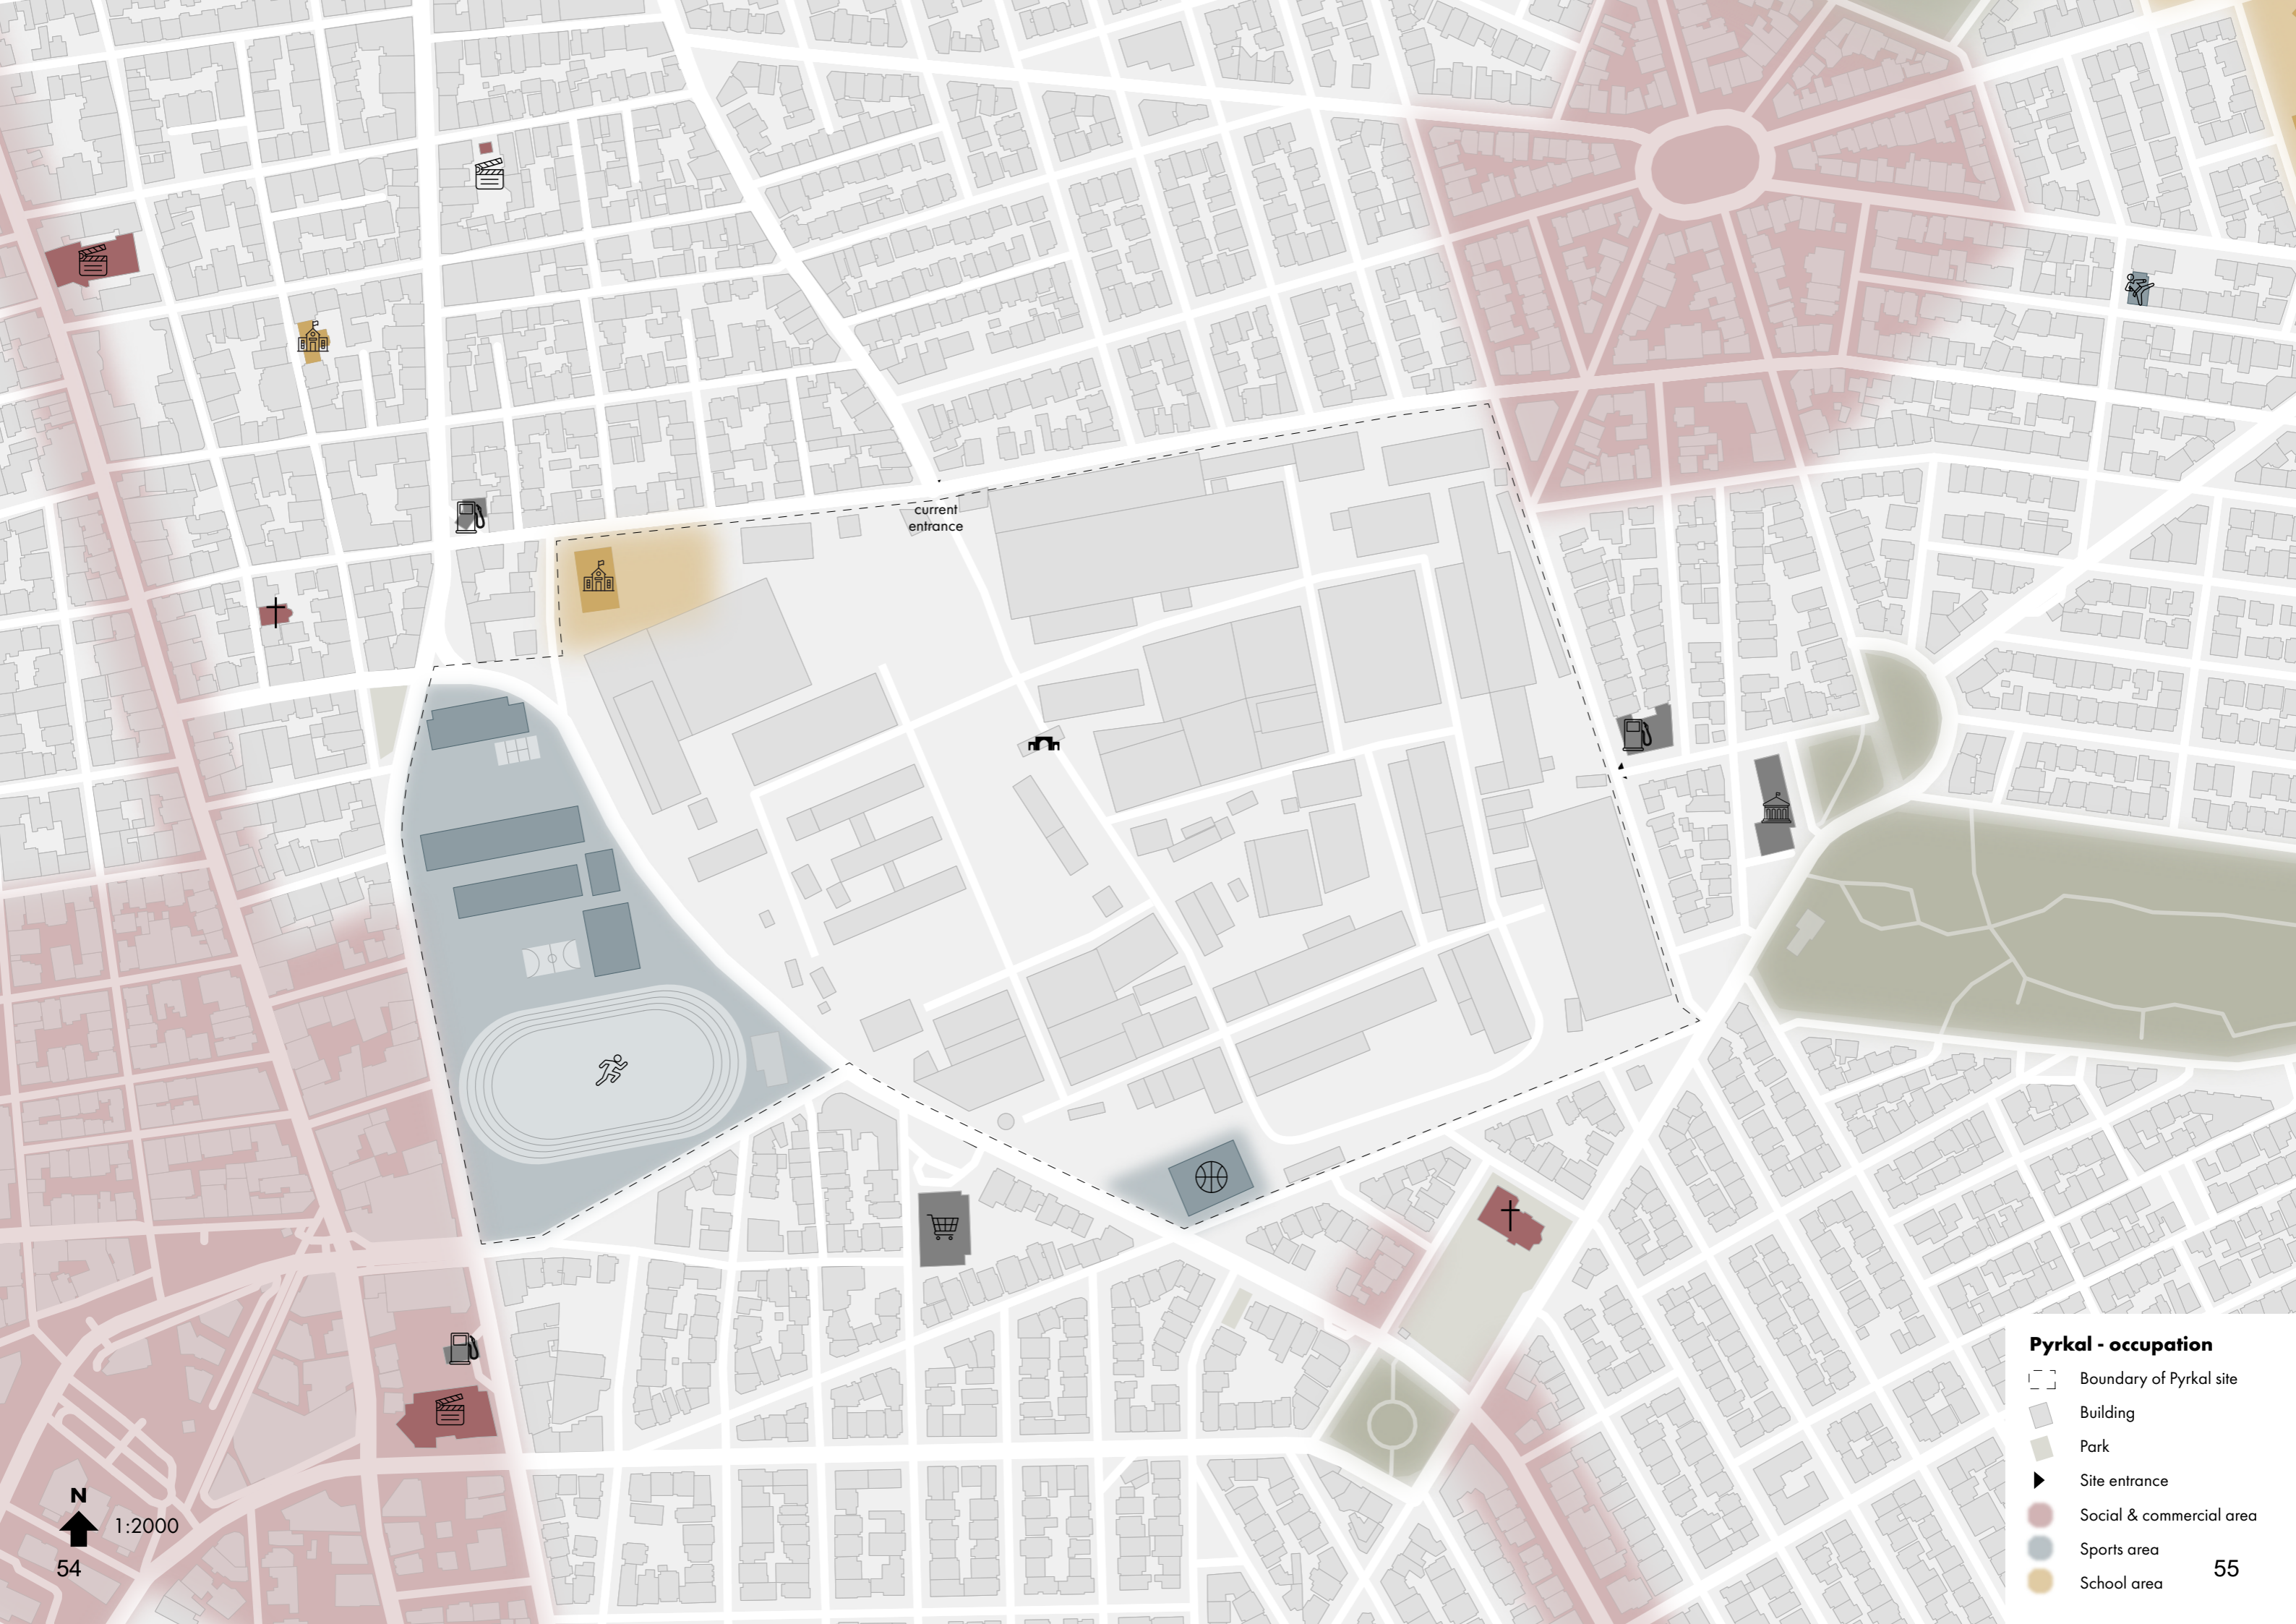 current
entrance
Pyrkal - occupation
Boundary of Pyrkal site
Building
Park
Site entrance
Social & commercial area
Sports area
School area
N
1:2000
54
55